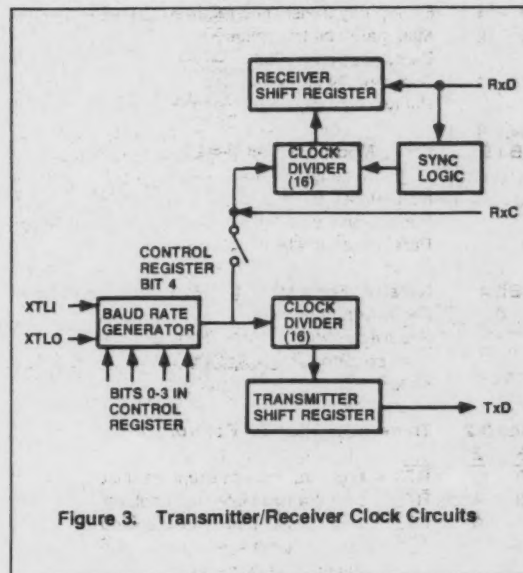 RECEIVER
SHIFT REGISTER
RxD
CLOCK
DIVIDER
(16)
SYNC
LOGIC
RxC
CONTROL
REGISTER
BIT 4
XTLI
XTLO
BAUD RATE
GENERATOR
CLOCK
DIVIDER
(16)
BITS 0-3 IN
CONTROL
REGISTER
TRANSMITTER
SHIFT REGISTER
TxD
Figure 3. Transmitter/Receiver Clock Circuits